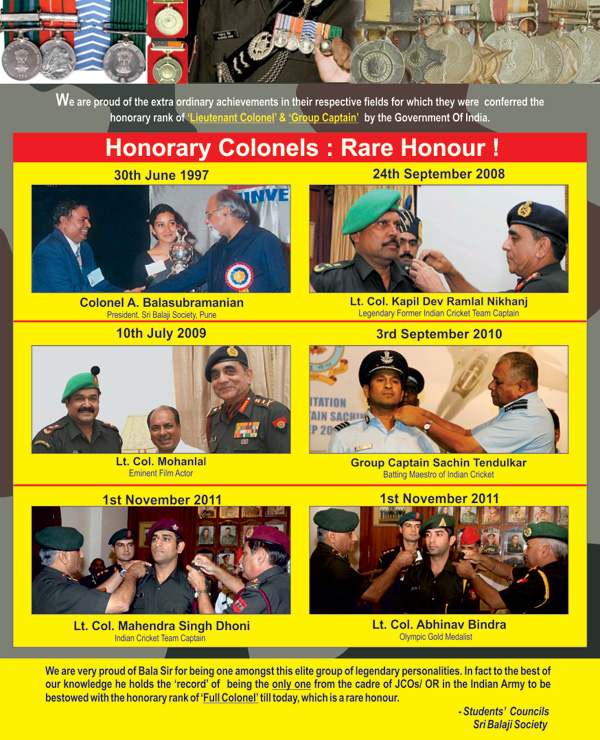 We are proud of the extra ordinary achievements in their respective fields for which they were conferred the
honorary rank of 'Lieutenant Colonel' & 'Group Captain' by the Government Of India.
Honorary Colonels : Rare Honour !
30th June 1997
24th September 2008
INVE
Colonel A. Balasubramanian
President, Sri Balaji Society, Pune
Lt. Col. Kapil Dev Ramlal Nikhanj
Legendary Former Indian Cricket Team Captain
10th July 2009
3rd September 2010
ITATION
TAIN SACHIN
EP 20
Lt. Col. Mohanlal
Eminent Film Actor
Group Captain Sachin Tendulkar
Batting Maestro of Indian Cricket
1st November 2011
1st November 2011
Lt. Col. Mahendra Singh Dhoni
Indian Cricket Team Captain
Lt. Col. Abhinav Bindra
Olympic Gold Medalist
We are very proud of Bala Sir for being one amongst this elite group of legendary personalities. In fact to the best of
our knowledge he holds the 'record' of being the only one from the cadre of JCOs/ OR in the Indian Army to be
bestowed with the honorary rank of 'Full Colonel' till today, which is a rare honour.
- Students' Councils
Sri Balaji Society